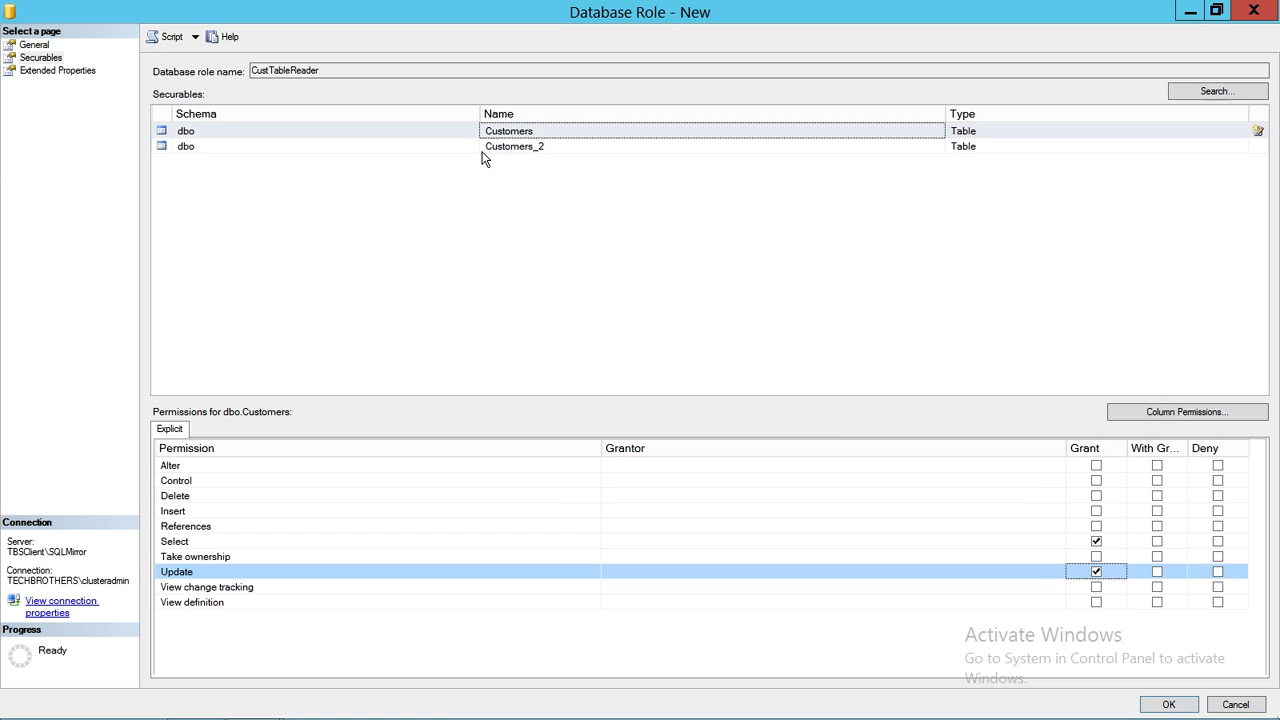 Database Role - New
Select a page
General
Securables
Extended Properties
Script
Help
Database role name: CustTableReader
Securables:
Search...
Schema Name Type
dbo Customers Table
dbo Customers_2 Table
Permissions for dbo.Customers:
Column Permissions...
Explicit
Permission Grantor Grant With Gr... Deny
Alter
Control
Delete
Insert
References
Select
Take ownership
Update
View change tracking
View definition
Connection
Server:
TBSClient\SQLMirror
Connection:
TECHBROTHERS\clusteradmin
View connection
properties
Progress
Ready
Activate Windows
Go to System in Control Panel to activate
Windows.
OK Cancel